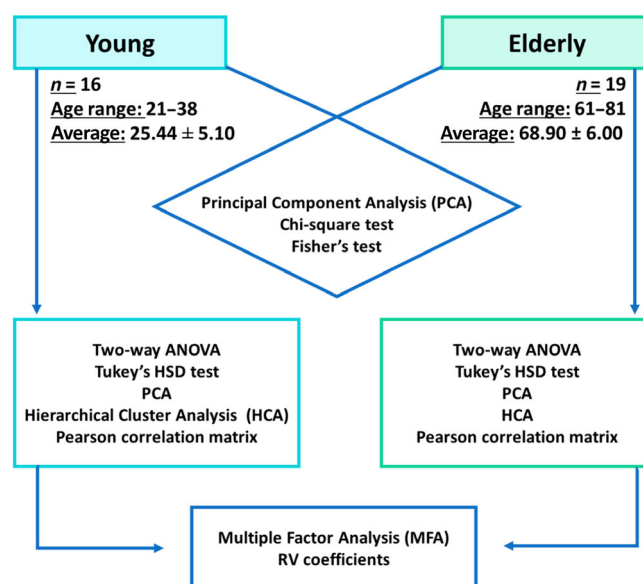 Young
n = 16
Age range: 21–38
Average: 25.44 ± 5.10
Elderly
n = 19
Age range: 61–81
Average: 68.90 ± 6.00
Principal Component Analysis (PCA)
Chi-square test
Fisher's test
Two-way ANOVA
Tukey's HSD test
PCA
Hierarchical Cluster Analysis (HCA)
Pearson correlation matrix
Two-way ANOVA
Tukey's HSD test
PCA
HCA
Pearson correlation matrix
Multiple Factor Analysis (MFA)
RV coefficients